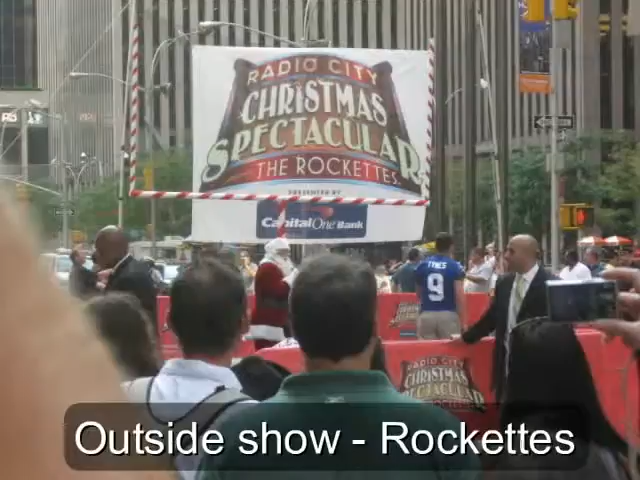 RADIO CITY
CHRISTMAS
SPECTACULAR
THE ROCKETTES
PRESENTED BY
Capital One Bank
TYNES
9
RADIO CITY
CHRISTMAS
SPECTACULAR
Outside show - Rockettes